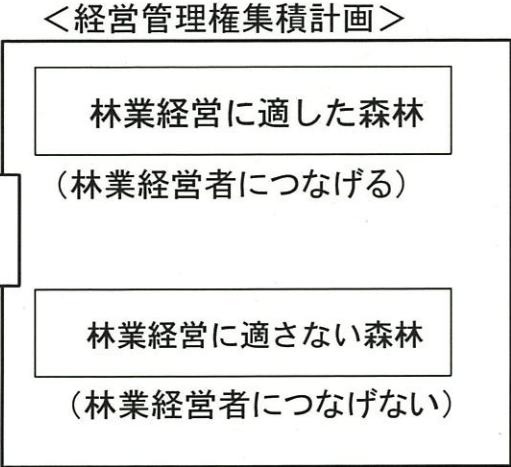 ＜経営管理権集積計画＞
林業経営に適した森林
（林業経営者につなげる）
林業経営に適さない森林
（林業経営者につなげない）